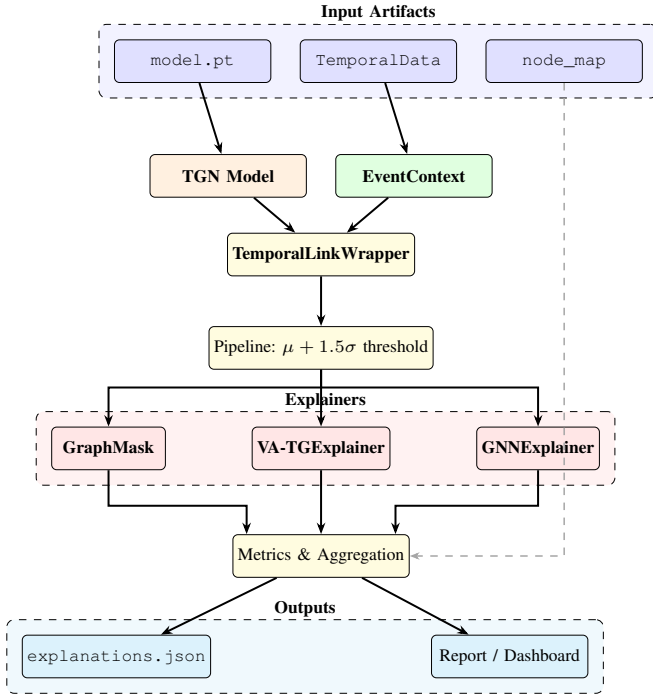 Input Artifacts
model.pt
TemporalData
node_map
TGN Model
EventContext
TemporalLinkWrapper
Pipeline: μ + 1.5σ threshold
Explainers
GraphMask
VA-TGExplainer
GNNExplainer
Metrics & Aggregation
Outputs
explanations.json
Report / Dashboard